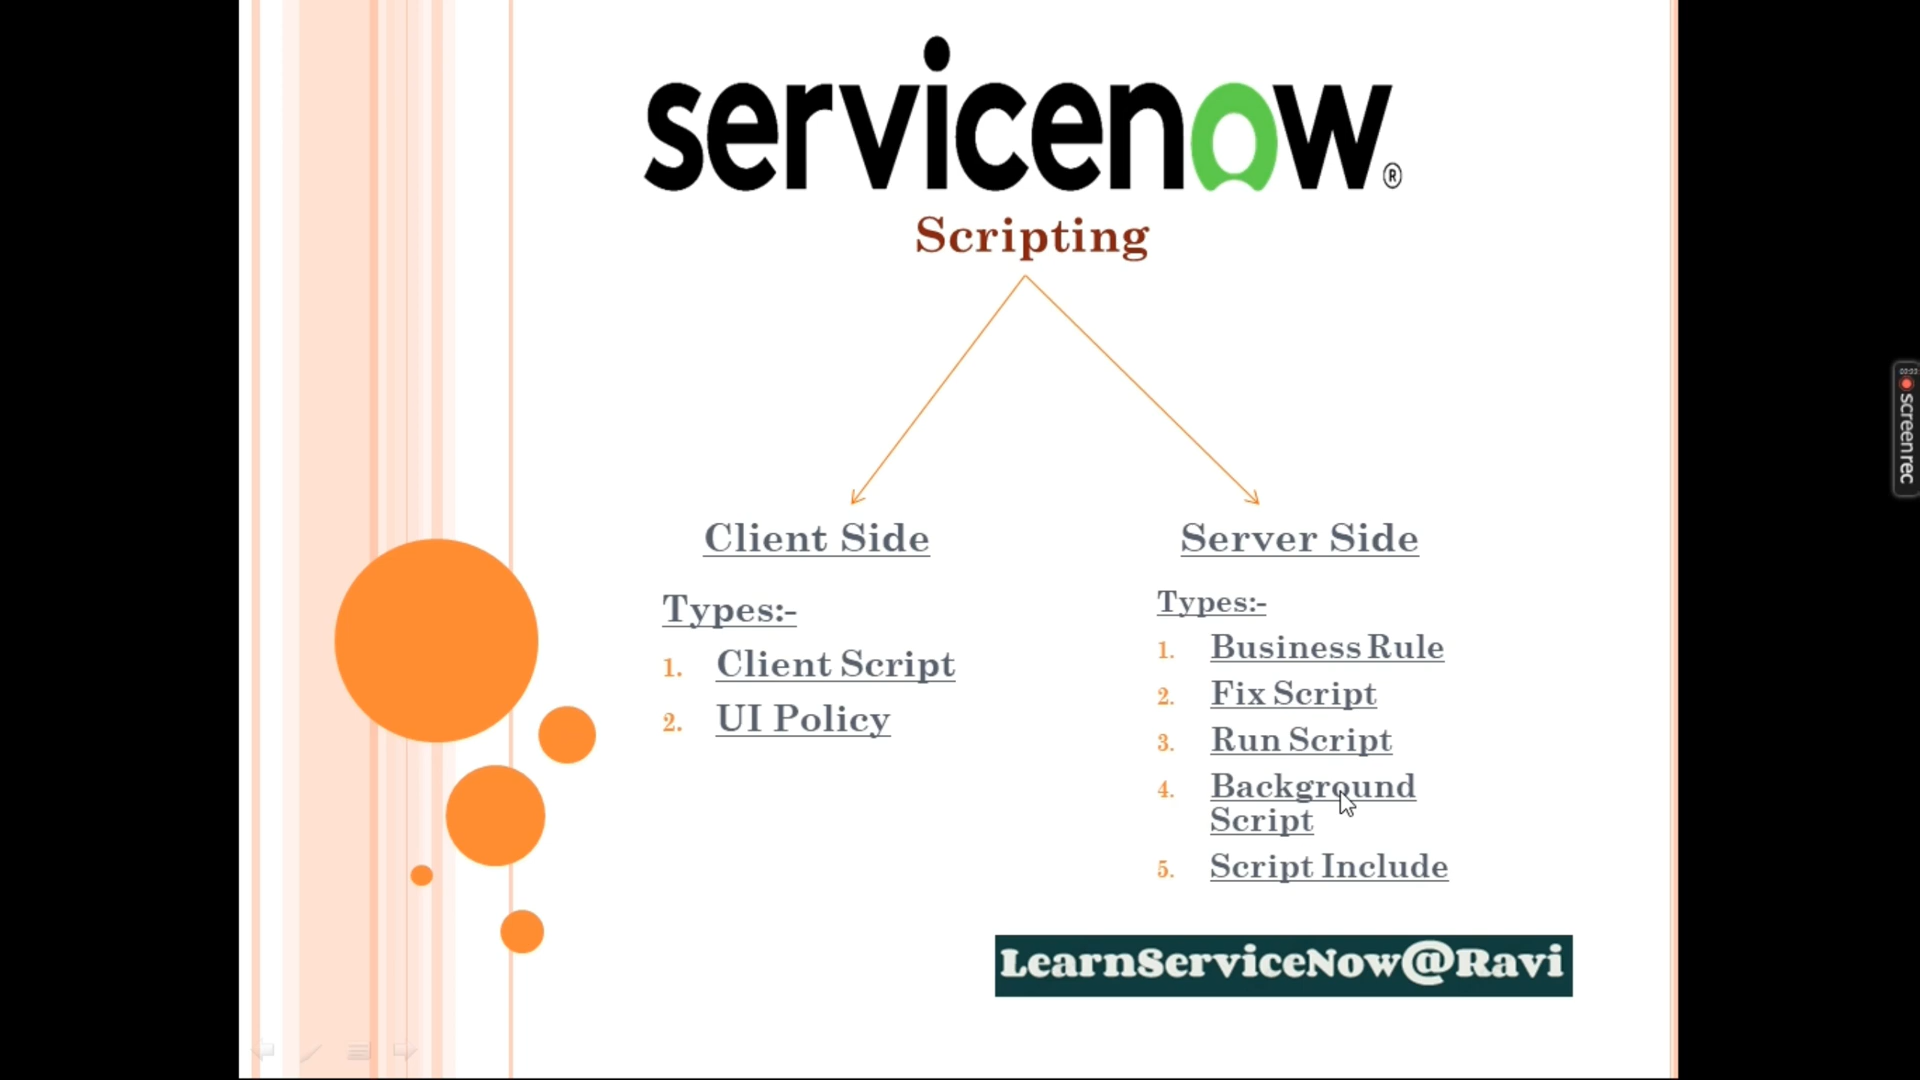 servicenow®
Scripting
Client Side
Types:-
1. Client Script
2. UI Policy
Server Side
Types:-
1. Business Rule
2. Fix Script
3. Run Script
4. Background
Script
5. Script Include
LearnServiceNow@Ravi
screenrec